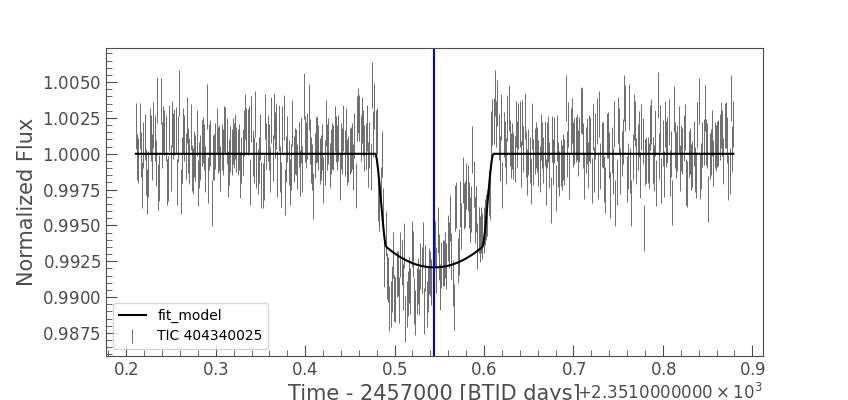 1.0050
1.0025
1.0000
0.9975
0.9950
0.9925
0.9900
0.9875
Normalized Flux
fit_model
TIC 404340025
0.2 0.3 0.4 0.5 0.6 0.7 0.8 0.9
Time - 2457000 [BTJD days]
+2.3510000000 × 10³